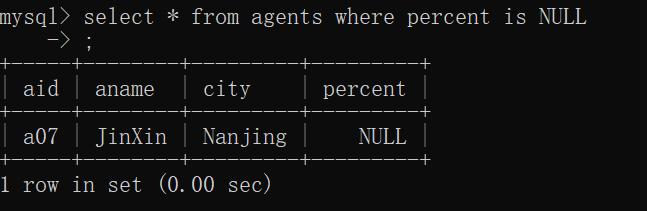 mysql> select * from agents where percent is NULL
    -> ;
+-----+--------+---------+---------+
| aid | aname  | city    | percent |
+-----+--------+---------+---------+
| a07 | JinXin | Nanjing |    NULL |
+-----+--------+---------+---------+
1 row in set (0.00 sec)